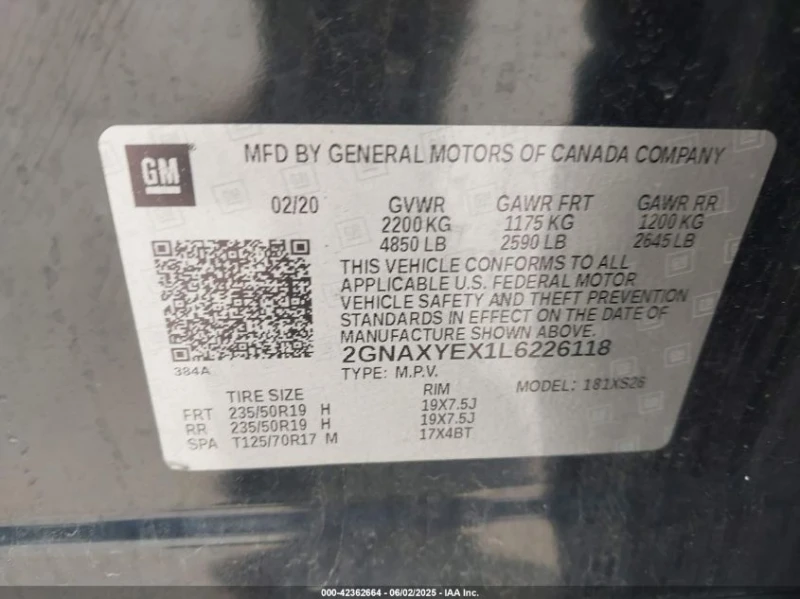 GM
MFD BY GENERAL MOTORS OF CANADA COMPANY
02/20 GVWR GAWR FRT GAWR RR
2200 KG 1175 KG 1200 KG
4850 LB 2590 LB 2645 LB
THIS VEHICLE CONFORMS TO ALL
APPLICABLE U.S. FEDERAL MOTOR
VEHICLE SAFETY AND THEFT PREVENTION
STANDARDS IN EFFECT ON THE DATE OF
MANUFACTURE SHOWN ABOVE.
2GNAXYEX1L6226118
384A
TYPE: M.P.V. MODEL: 181XS26
TIRE SIZE RIM
FRT 235/50R19 H 19X7.5J
RR 235/50R19 H 19X7.5J
SPA T125/70R17 M 17X4BT
000-42362664 - 06/02/2025 - IAA Inc.